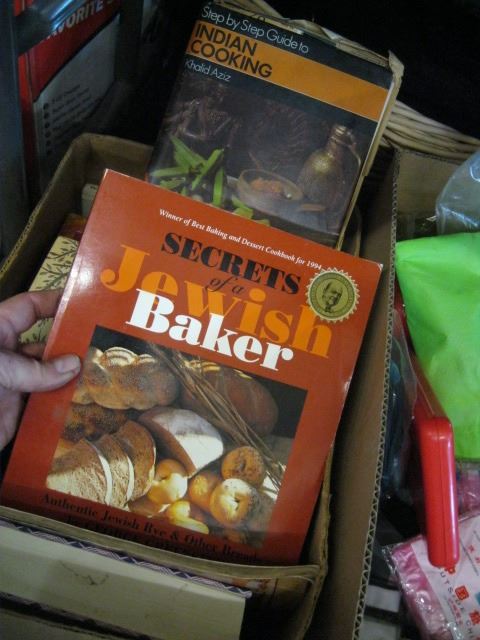 FAVORITE
Step by Step Guide to
INDIAN
COOKING
Khalid Aziz
Winner of Best Baking and Dessert Cookbook for 1994
SECRETS
of a
Jewish
Baker
Authentic Jewish Rye & Other Breads